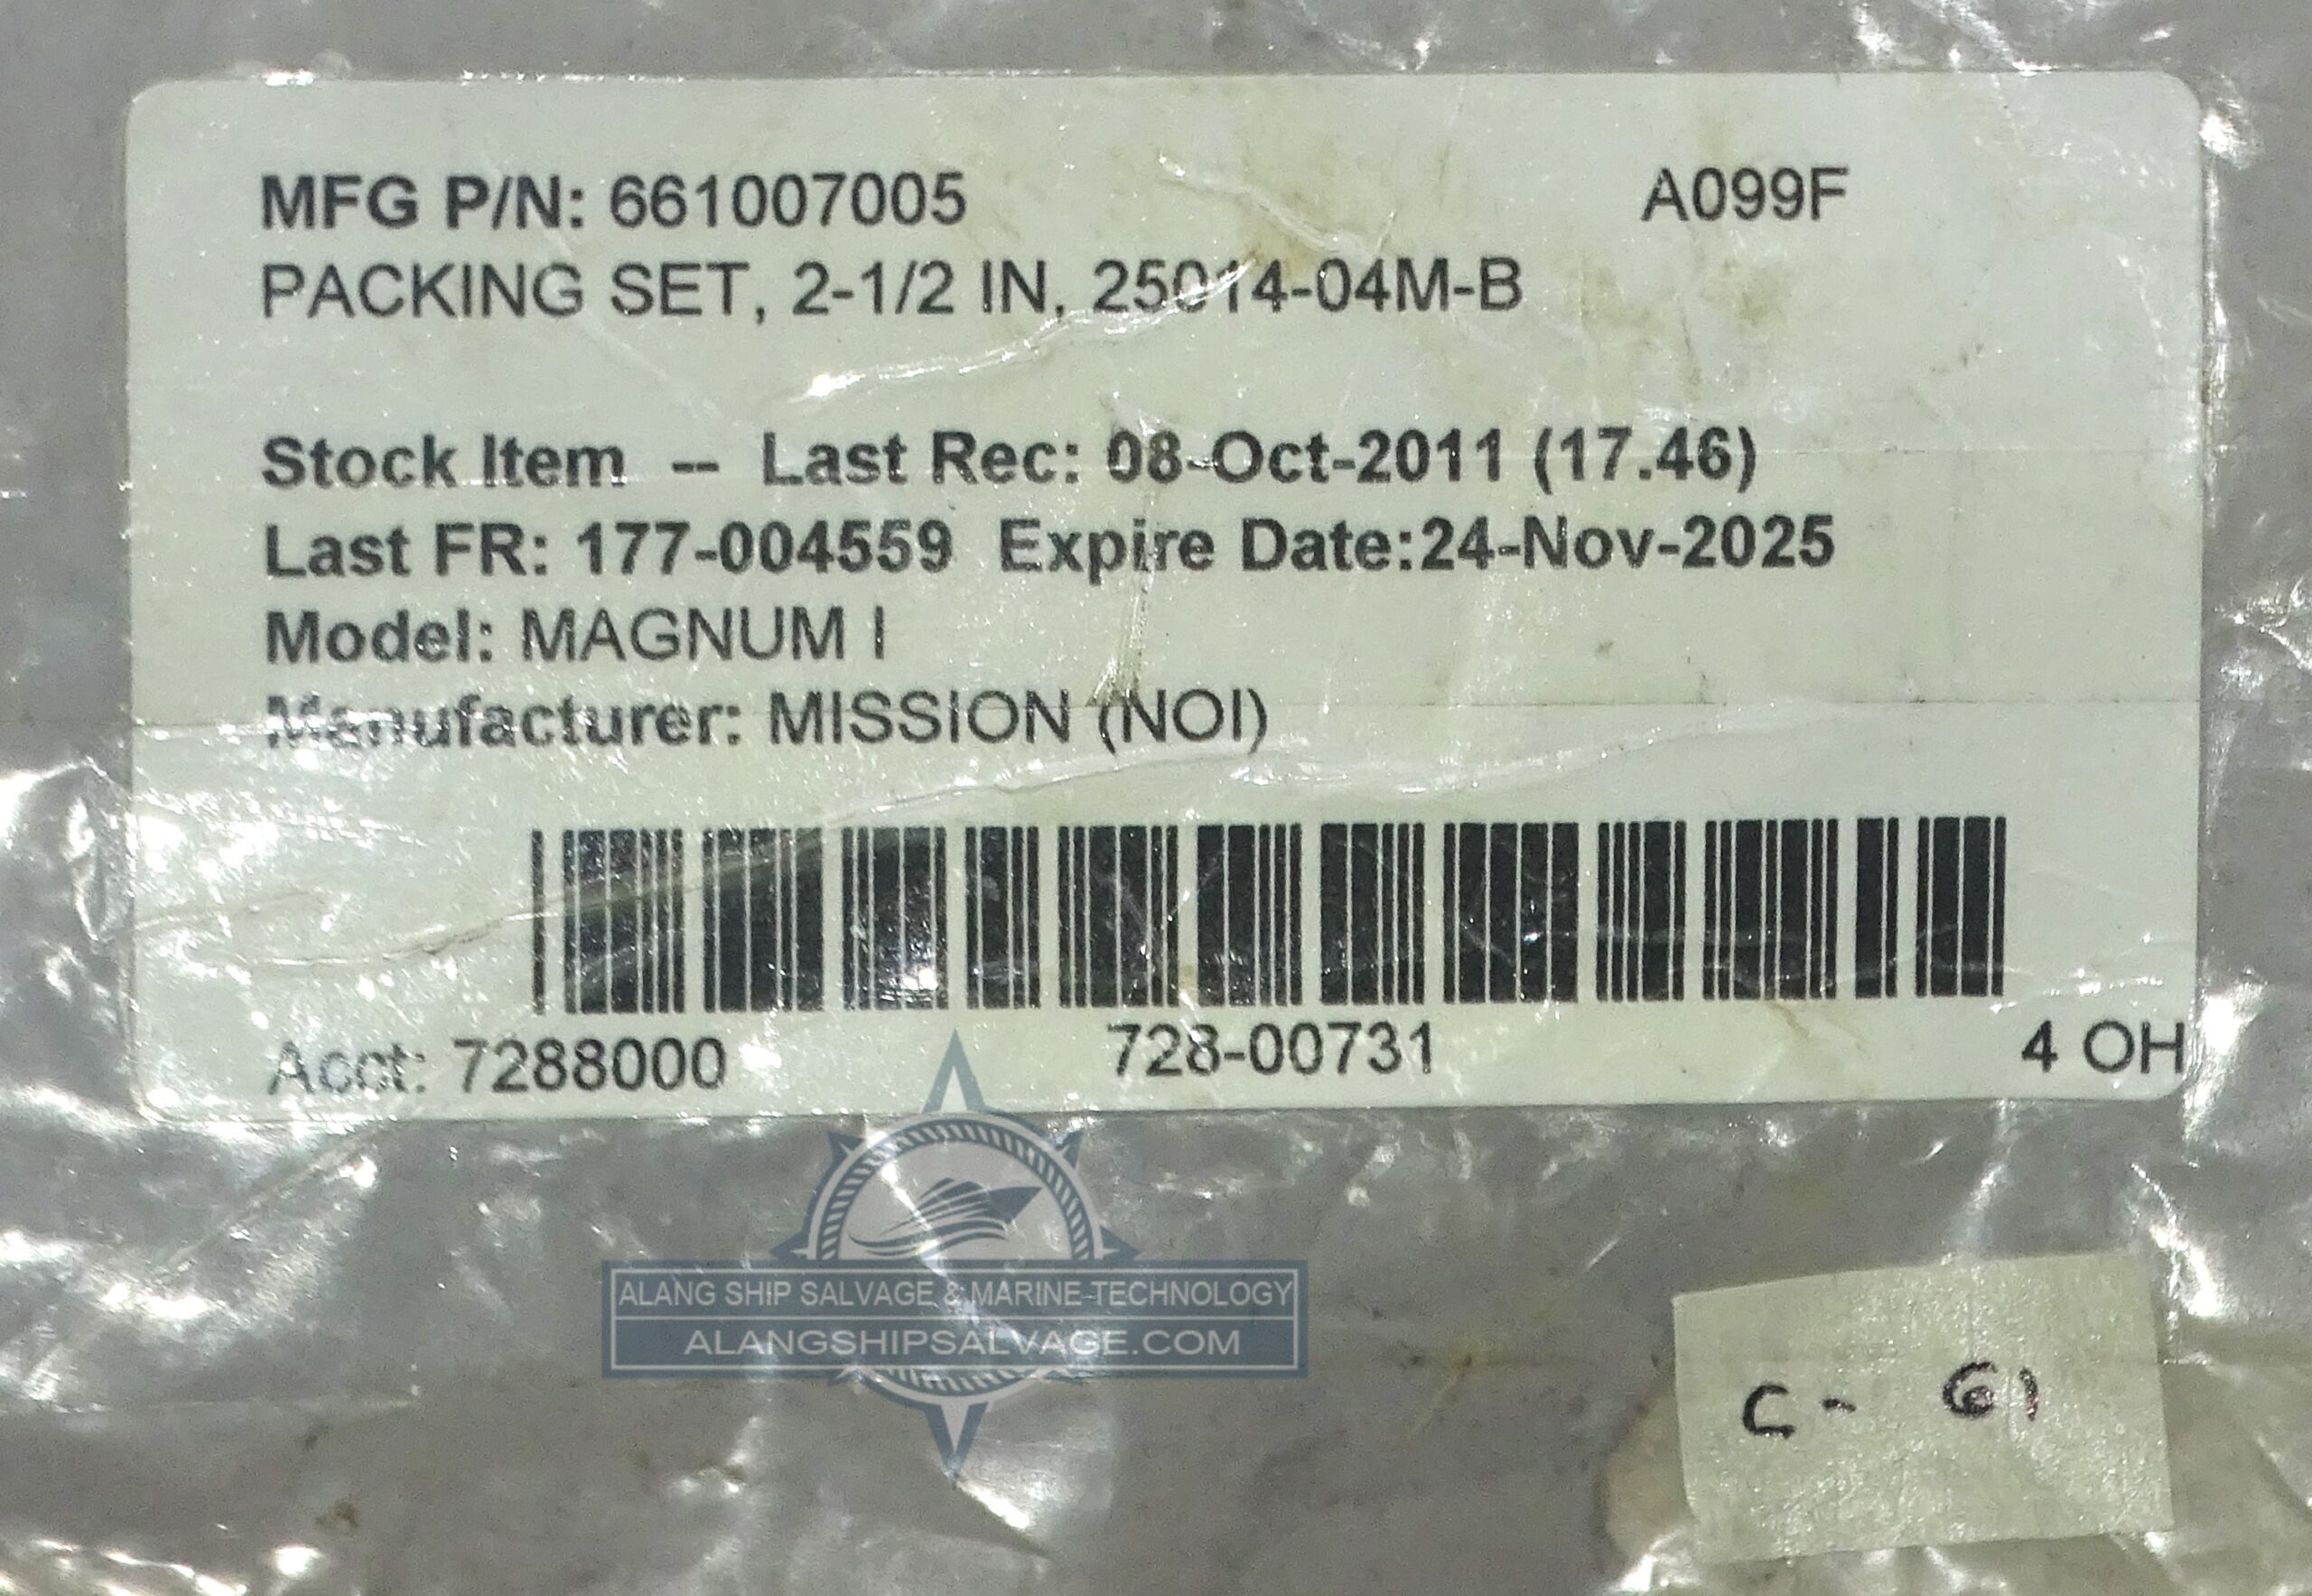 MFG P/N: 661007005 A099F
PACKING SET, 2-1/2 IN, 25014-04M-B
Stock Item -- Last Rec: 08-Oct-2011 (17.46)
Last FR: 177-004559 Expire Date:24-Nov-2025
Model: MAGNUM I
Manufacturer: MISSION (NOI)
Acct: 7288000 728-00731 4 OH
ALANG SHIP SALVAGE & MARINE TECHNOLOGY
ALANGSHIPSALVAGE.COM
C - 61